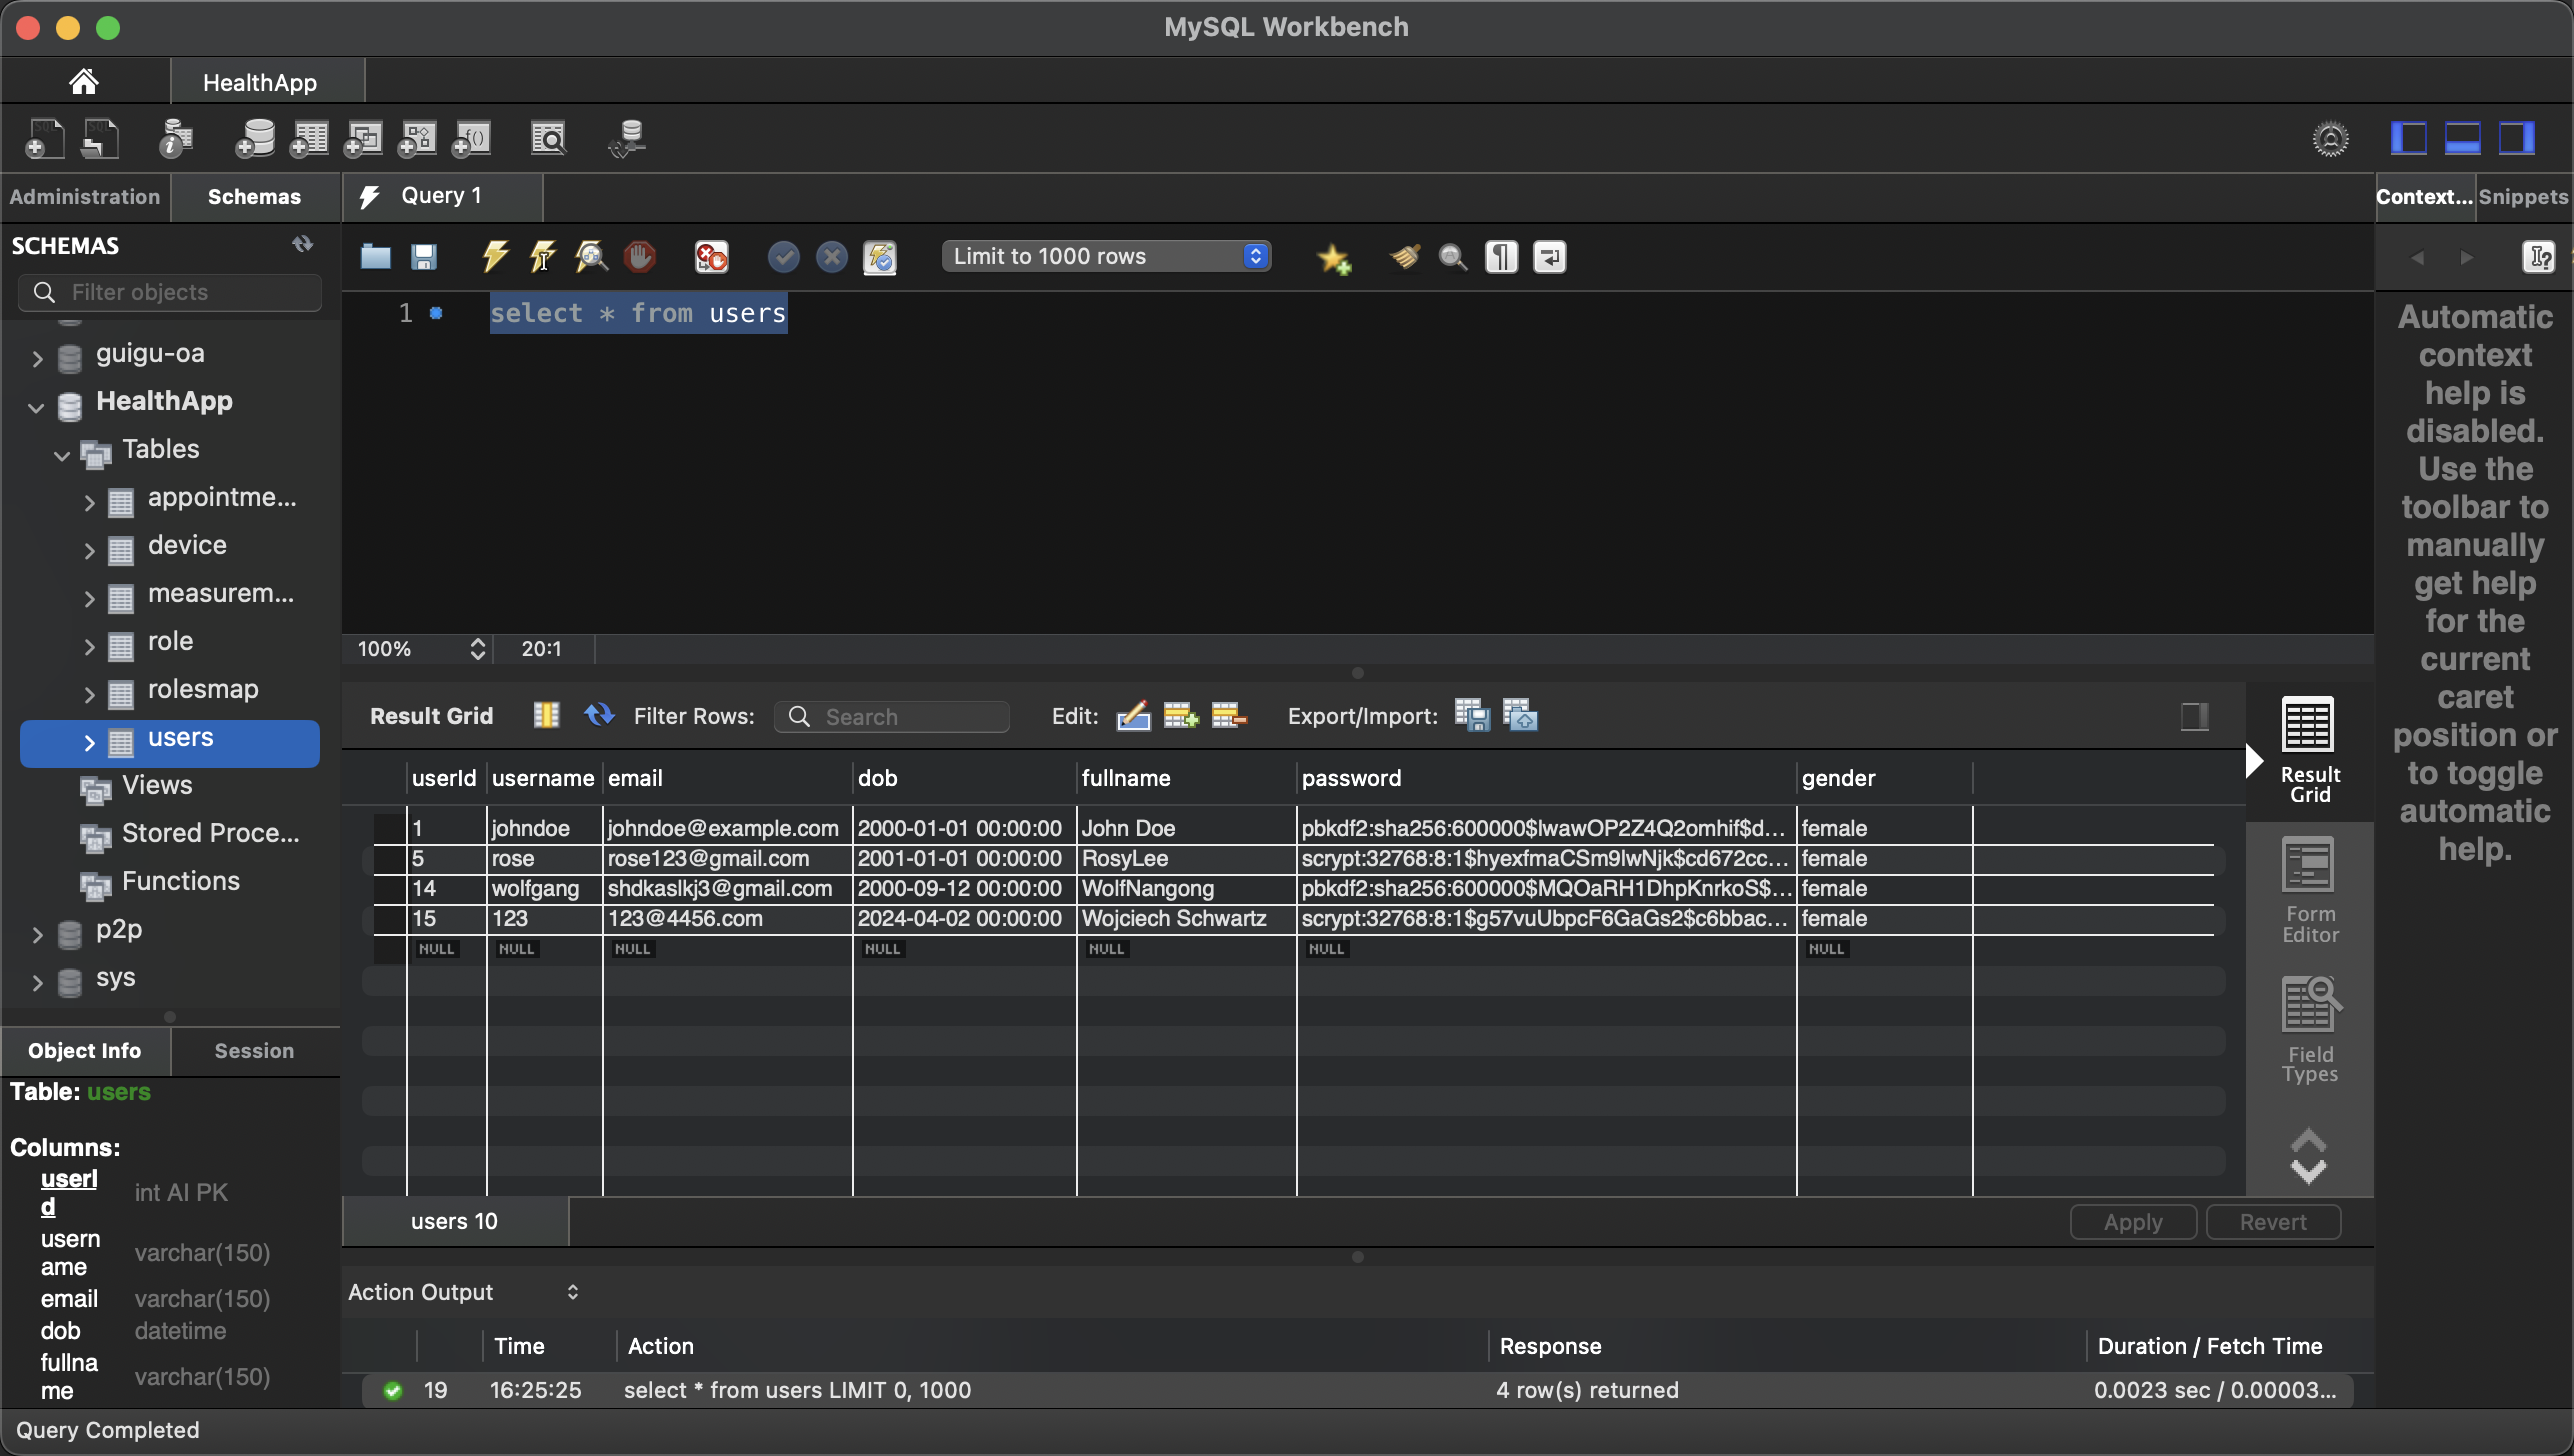 MySQL Workbench
HealthApp
Administration Schemas
Query 1
Context... Snippets
SCHEMAS
Filter objects
Limit to 1000 rows
1 select * from users
guigu-oa
HealthApp
Tables
appointme...
device
measurem...
role
rolesmap
users
Views
Stored Proce...
Functions
p2p
sys
100% 20:1
Result Grid Filter Rows: Search Edit: Export/Import:
userId username email dob fullname password gender
1 johndoe johndoe@example.com 2000-01-01 00:00:00 John Doe pbkdf2:sha256:600000$lwawOP2Z4Q2omhif$d... female
5 rose rose123@gmail.com 2001-01-01 00:00:00 RosyLee scrypt:32768:8:1$hyexfmaCSm9lwNjk$cd672cc... female
14 wolfgang shdkaslkj3@gmail.com 2000-09-12 00:00:00 WolfNangong pbkdf2:sha256:600000$MQOaRH1DhpKnrkoS$... female
15 123 123@4456.com 2024-04-02 00:00:00 Wojciech Schwartz scrypt:32768:8:1$g57vuUbpcF6GaGs2$c6bbac... female
NULL NULL NULL NULL NULL NULL NULL
Result
Grid
Form
Editor
Field
Types
Automatic
context
help is
disabled.
Use the
toolbar to
manually
get help
for the
current
caret
position or
to toggle
automatic
help.
Object Info Session
Table: users
Columns:
userI
d int AI PK
usern
ame varchar(150)
email varchar(150)
dob datetime
fullna
me varchar(150)
users 10
Apply Revert
Action Output
Time Action Response Duration / Fetch Time
19 16:25:25 select * from users LIMIT 0, 1000 4 row(s) returned 0.0023 sec / 0.00003...
Query Completed